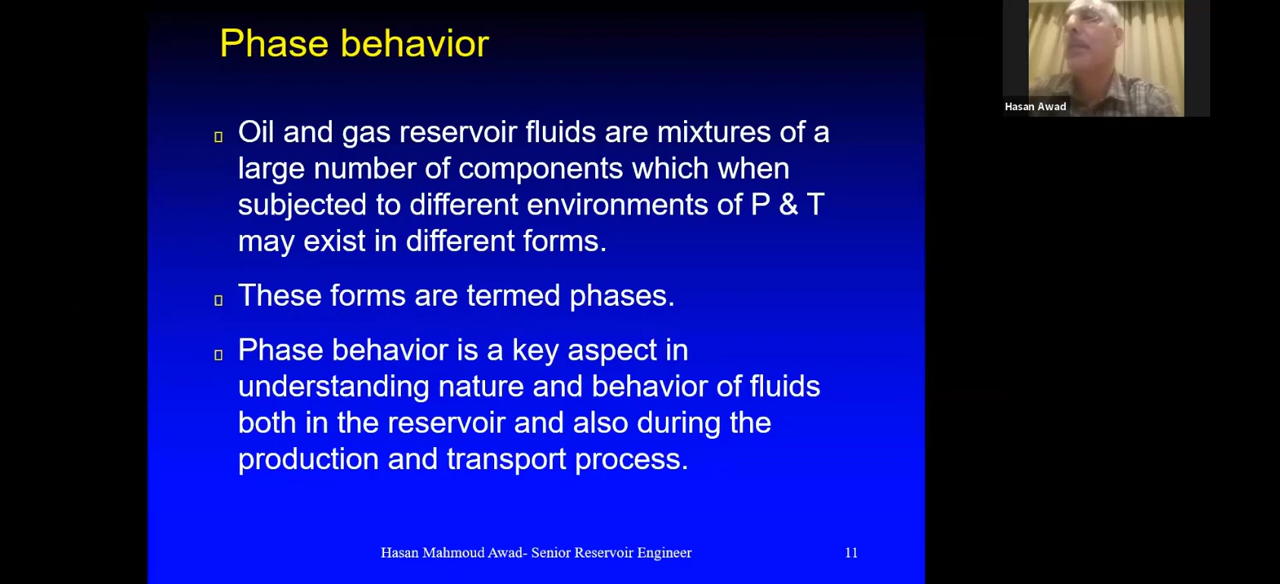 Phase behavior
Hasan Awad
Oil and gas reservoir fluids are mixtures of a
large number of components which when
subjected to different environments of P & T
may exist in different forms.
These forms are termed phases.
Phase behavior is a key aspect in
understanding nature and behavior of fluids
both in the reservoir and also during the
production and transport process.
Hasan Mahmoud Awad- Senior Reservoir Engineer 11